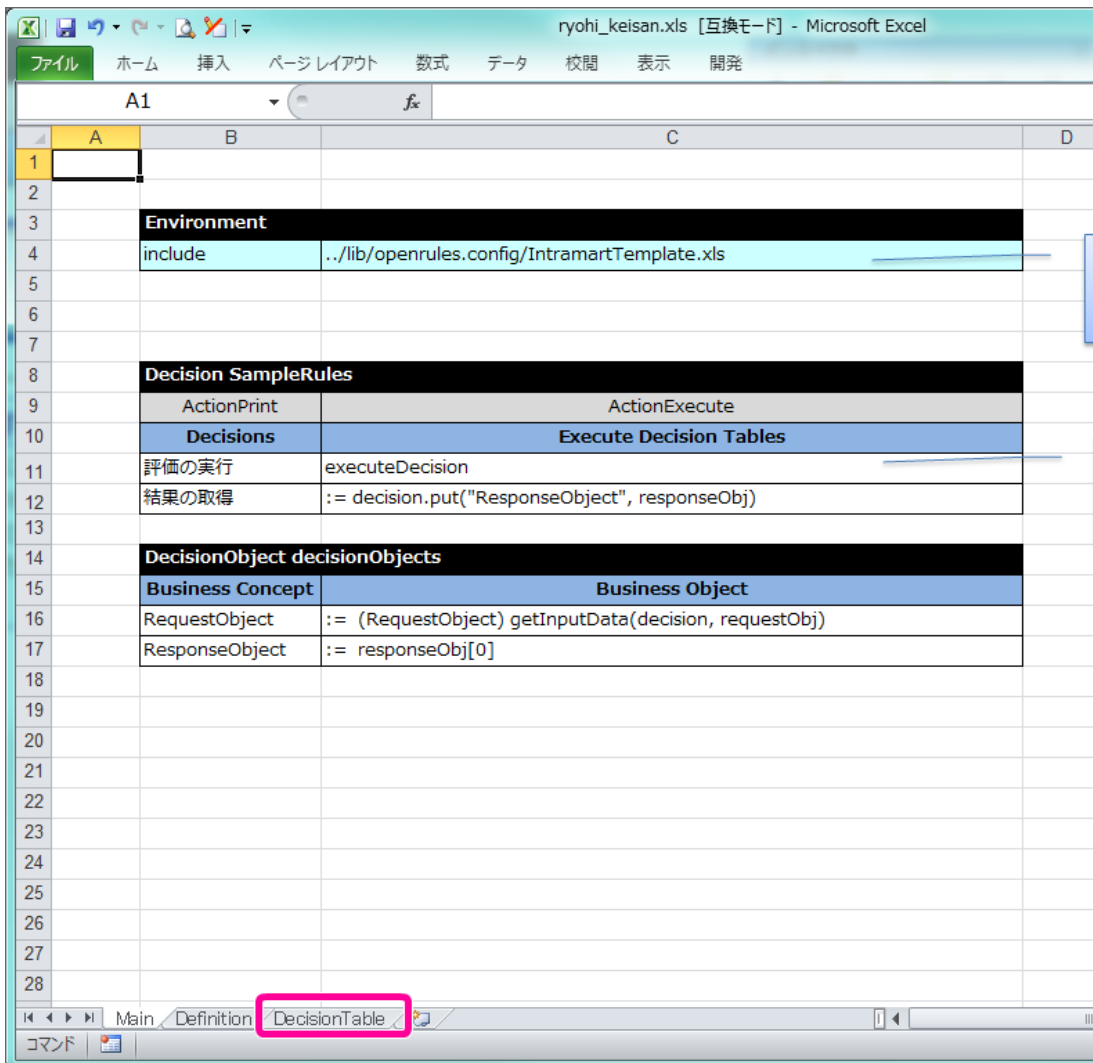 ryohi_keisan.xls [互換モード] - Microsoft Excel
ファイル ホーム 挿入 ページ レイアウト 数式 データ 校閲 表示 開発
A1 fx
A B C D
1
2
3 Environment
4 include ../lib/openrules.config/IntramartTemplate.xls
5
6
7
8 Decision SampleRules
9 ActionPrint ActionExecute
10 Decisions Execute Decision Tables
11 評価の実行 executeDecision
12 結果の取得 := decision.put("ResponseObject", responseObj)
13
14 DecisionObject decisionObjects
15 Business Concept Business Object
16 RequestObject := (RequestObject) getInputData(decision, requestObj)
17 ResponseObject := responseObj[0]
18
19
20
21
22
23
24
25
26
27
28
Main Definition DecisionTable
コマンド